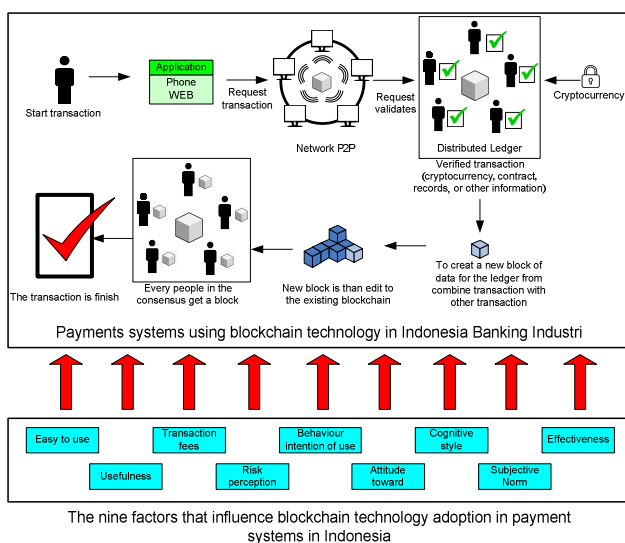 Start transaction
Application
Phone
WEB
Request
transaction
Network P2P
Request
validates
Distributed Ledger
Verified transaction
(cryptocurrency, contract,
records, or other information)
Cryptocurrency
The transaction is finish
Every people in the
consensus get a block
New block is than edit to
the existing blockchain
To creat a new block of
data for the ledger from
combine transaction with
other transaction
Payments systems using blockchain technology in Indonesia Banking Industri
Easy to use
Transaction
fees
Behaviour
intention of use
Cognitive
style
Effectiveness
Usefulness
Risk
perception
Attitude
toward
Subjective
Norm
The nine factors that influence blockchain technology adoption in payment
systems in Indonesia